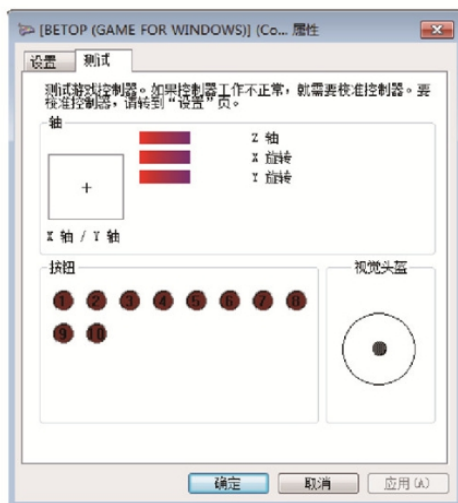 [BETOP (GAME FOR WINDOWS)] (Co... 属性
设置 测试
测试游戏控制器。如果控制器工作不正常，就需要校准控制器。要
校准控制器，请转到“设置”页。
轴
Z 轴
X 旋转
Y 旋转
X 轴 / Y 轴
按钮 视觉头盔
1 2 3 4 5 6 7 8
9 10
确定 取消 应用(A)